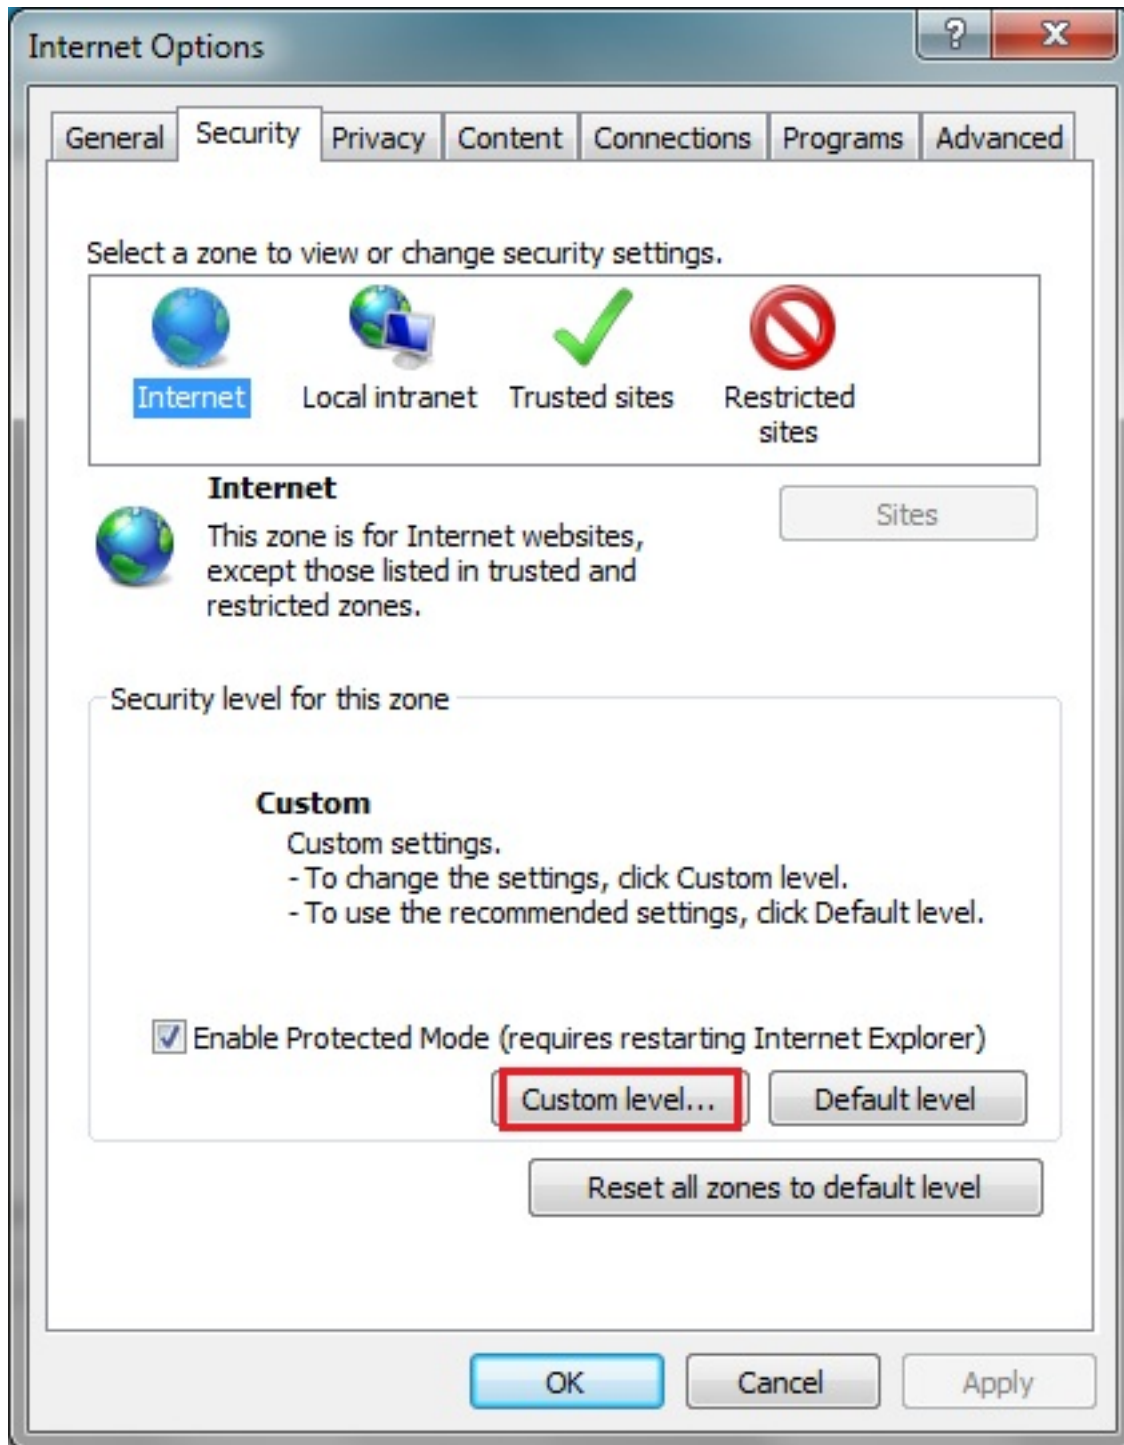 Internet Options
General Security Privacy Content Connections Programs Advanced
Select a zone to view or change security settings.
Internet Local intranet Trusted sites Restricted
sites
Internet
Sites
This zone is for Internet websites,
except those listed in trusted and
restricted zones.
Security level for this zone
Custom
Custom settings.
- To change the settings, click Custom level.
- To use the recommended settings, click Default level.
Enable Protected Mode (requires restarting Internet Explorer)
Custom level... Default level
Reset all zones to default level
OK Cancel Apply